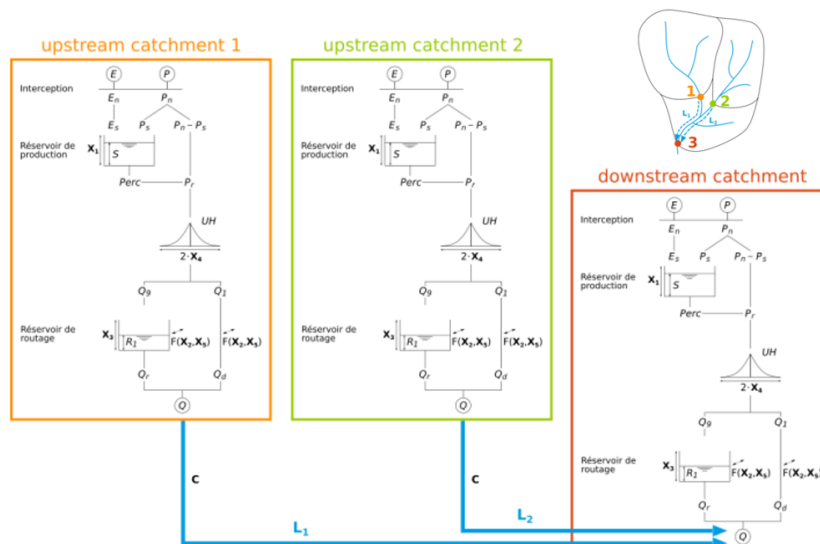 upstream catchment 1
E P
Interception
En Pn
Es Ps Pn – Ps
Réservoir de
production
X1
S
Perc Pr
UH
2·X4
Q9 Q1
Réservoir de
routage
X3
R1
F(X2,X5) F(X2,X5)
Qr Qd
Q
upstream catchment 2
E P
Interception
En Pn
Es Ps Pn – Ps
Réservoir de
production
X1
S
Perc Pr
UH
2·X4
Q9 Q1
Réservoir de
routage
X3
R1
F(X2,X5) F(X2,X5)
Qr Qd
Q
1
2
L1
L2
3
downstream catchment
E P
Interception
En Pn
Es Ps Pn – Ps
Réservoir de
production
X1
S
Perc Pr
UH
2·X4
Q9 Q1
Réservoir de
routage
X3
R1
F(X2,X5) F(X2,X5)
Qr Qd
Q
c
c
L1
L2